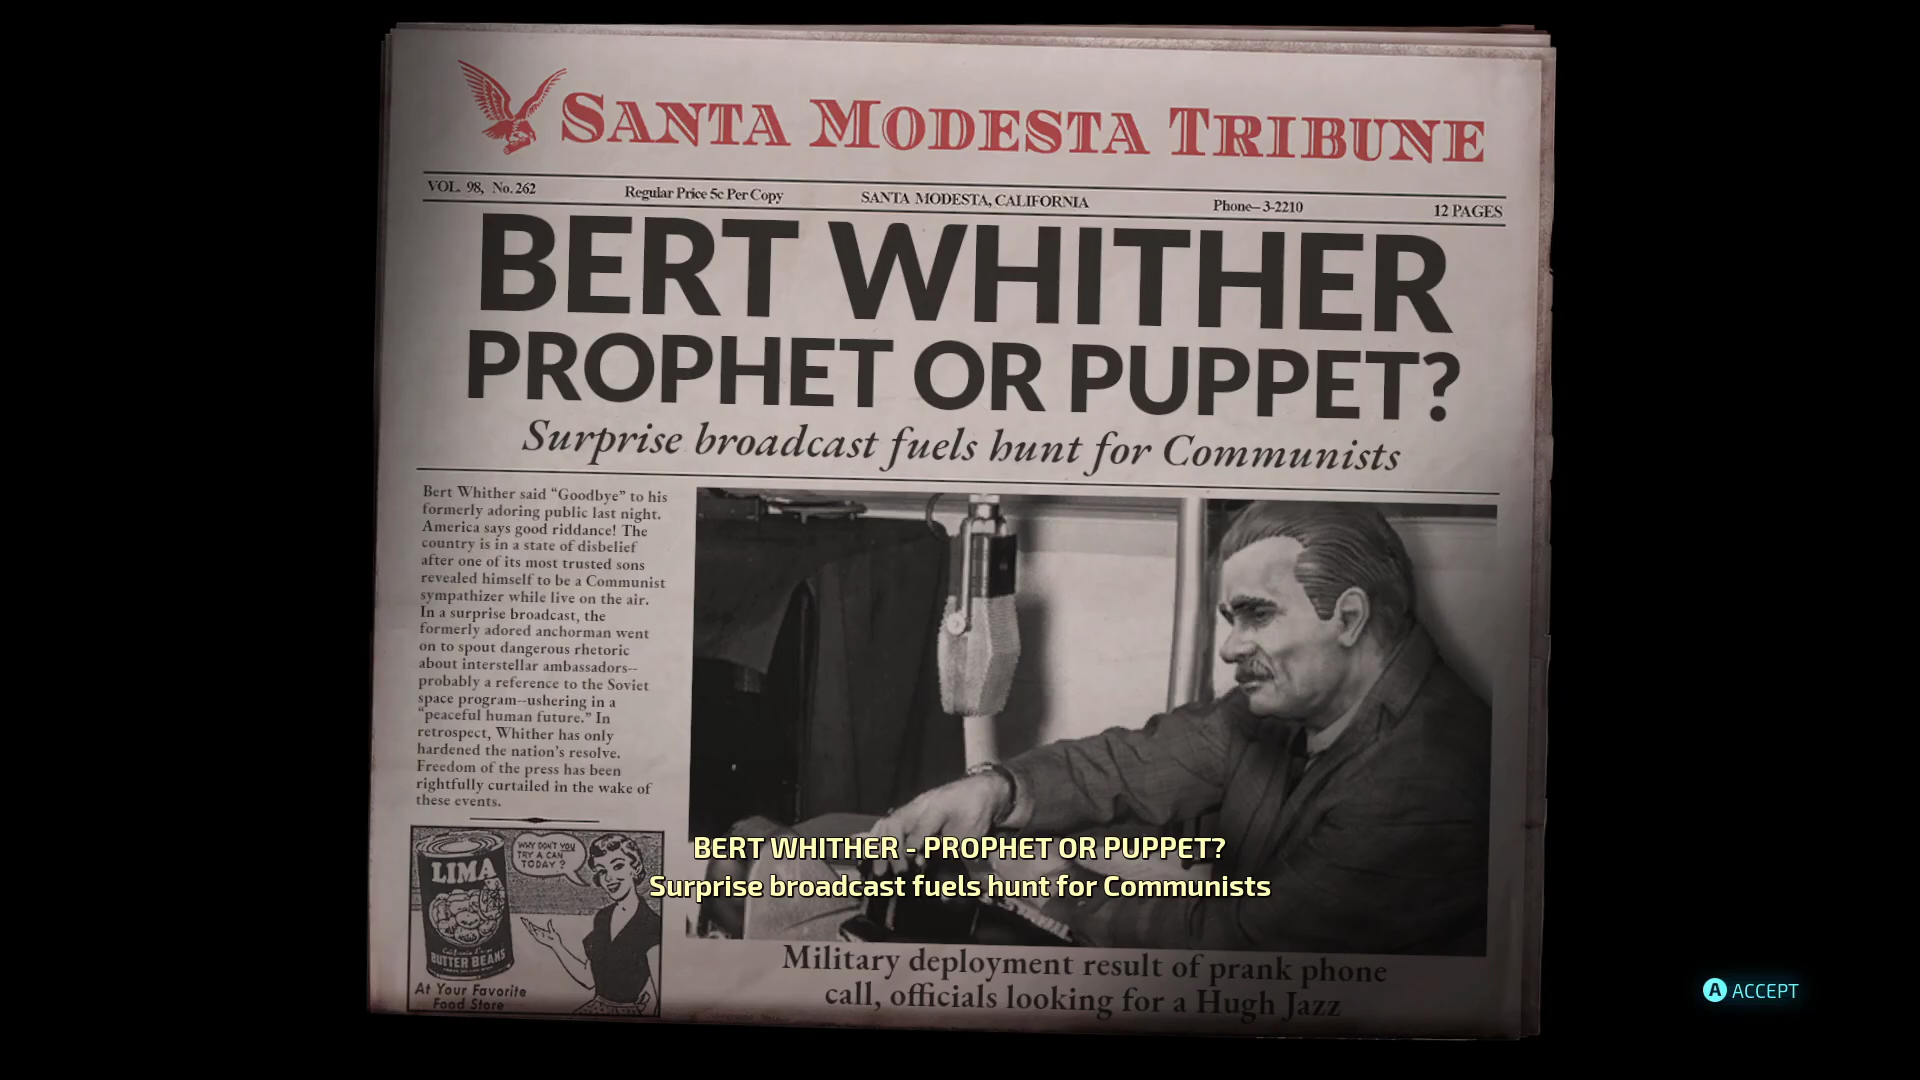 SANTA MODESTA TRIBUNE
VOL. 98, No. 262 Regular Price 5c Per Copy SANTA MODESTA, CALIFORNIA Phone--3-2210 12 PAGES
BERT WHITHER
PROPHET OR PUPPET?
Surprise broadcast fuels hunt for Communists
Bert Whither said “Goodbye” to his
formerly adoring public last night.
America says good riddance! The
country is in a state of disbelief
after one of its most trusted sons
revealed himself to be a Communist
sympathizer while live on the air.
In a surprise broadcast, the
formerly adored anchorman went
on to spout dangerous rhetoric
about interstellar ambassadors--
probably a reference to the Soviet
space program--ushering in a
“peaceful human future.” In
retrospect, Whither has only
hardened the nation's resolve.
Freedom of the press has been
rightfully curtailed in the wake of
these events.
WHY DON'T YOU
TRY A CAN
TODAY?
LIMA
BUTTER BEANS
At Your Favorite
Food Store
BERT WHITHER - PROPHET OR PUPPET?
Surprise broadcast fuels hunt for Communists
Military deployment result of prank phone
call, officials looking for a Hugh Jazz
A ACCEPT